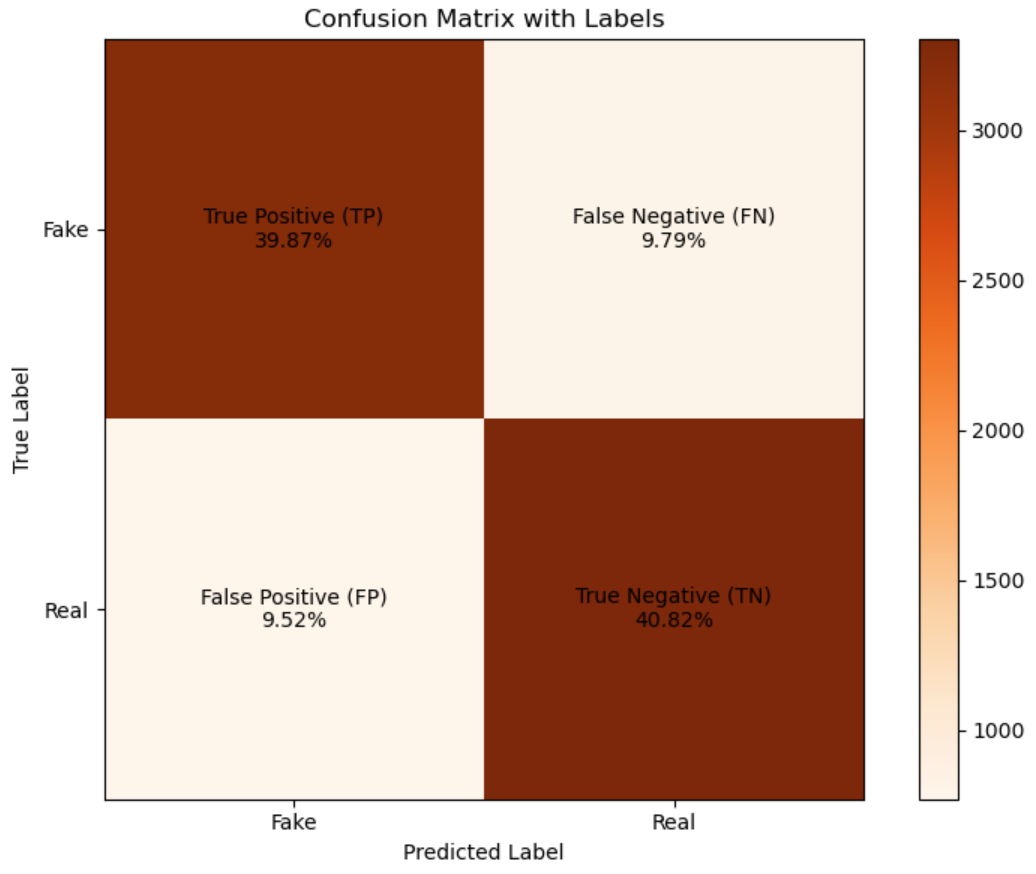 Confusion Matrix with Labels
True Label
Fake
True Positive (TP)
39.87%
False Negative (FN)
9.79%
Real
False Positive (FP)
9.52%
True Negative (TN)
40.82%
Fake
Real
Predicted Label
3000
2500
2000
1500
1000